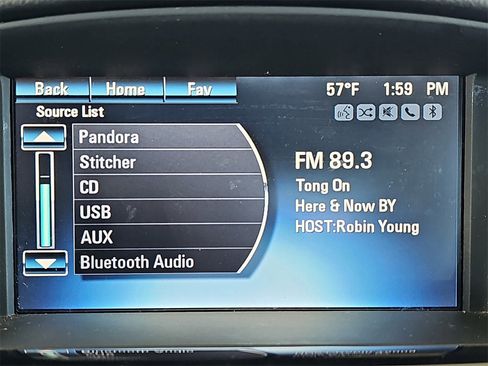 Back Home Fav 57°F 1:59 PM
Source List
Pandora
Stitcher
CD
USB
AUX
Bluetooth Audio
FM 89.3
Tong On
Here & Now BY
HOST:Robin Young